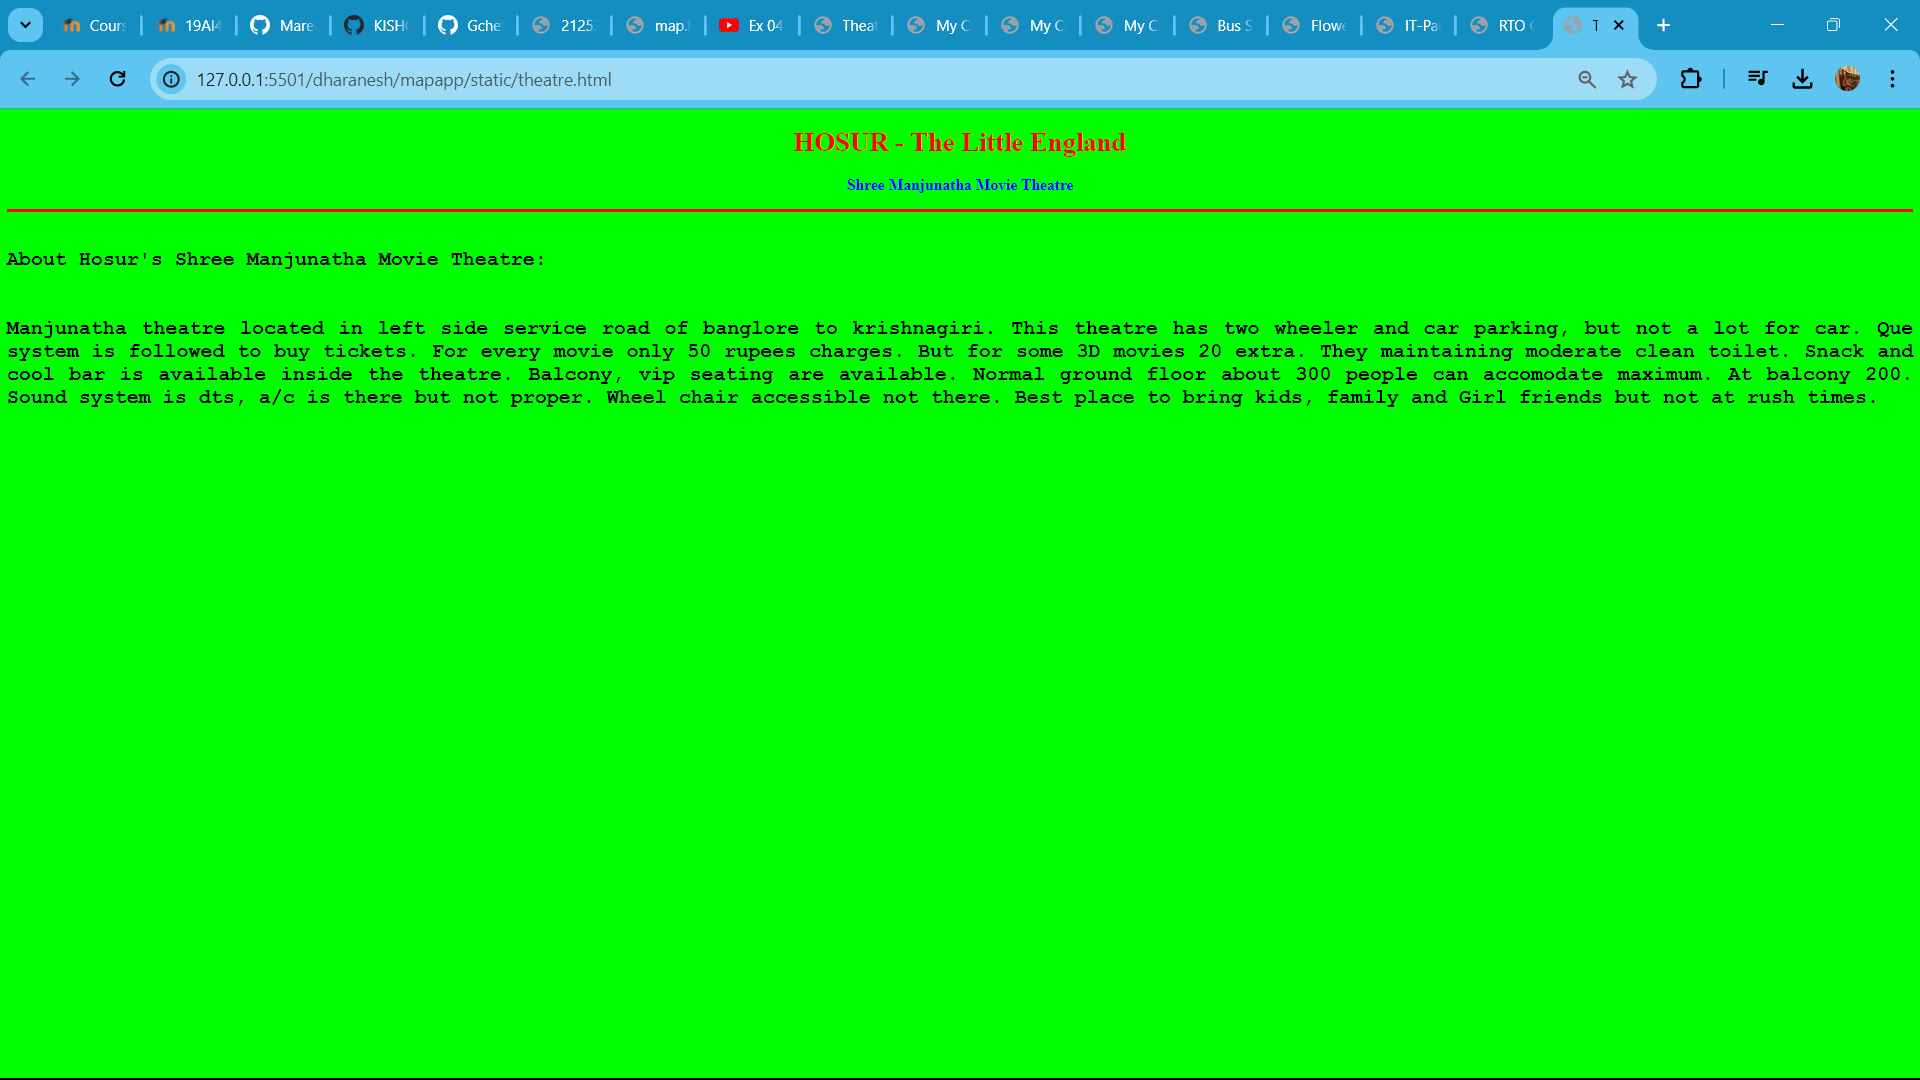 Cours
19AI4
Mare
KISHO
Gche
2125
map.
Ex 04
Theat
My C
My C
My C
Bus S
Flowe
IT-Pa
RTO
T
127.0.0.1:5501/dharanesh/mapapp/static/theatre.html
HOSUR - The Little England
Shree Manjunatha Movie Theatre
About Hosur's Shree Manjunatha Movie Theatre:
Manjunatha theatre located in left side service road of banglore to krishnagiri. This theatre has two wheeler and car parking, but not a lot for car. Que
system is followed to buy tickets. For every movie only 50 rupees charges. But for some 3D movies 20 extra. They maintaining moderate clean toilet. Snack and
cool bar is available inside the theatre. Balcony, vip seating are available. Normal ground floor about 300 people can accomodate maximum. At balcony 200.
Sound system is dts, a/c is there but not proper. Wheel chair accessible not there. Best place to bring kids, family and Girl friends but not at rush times.